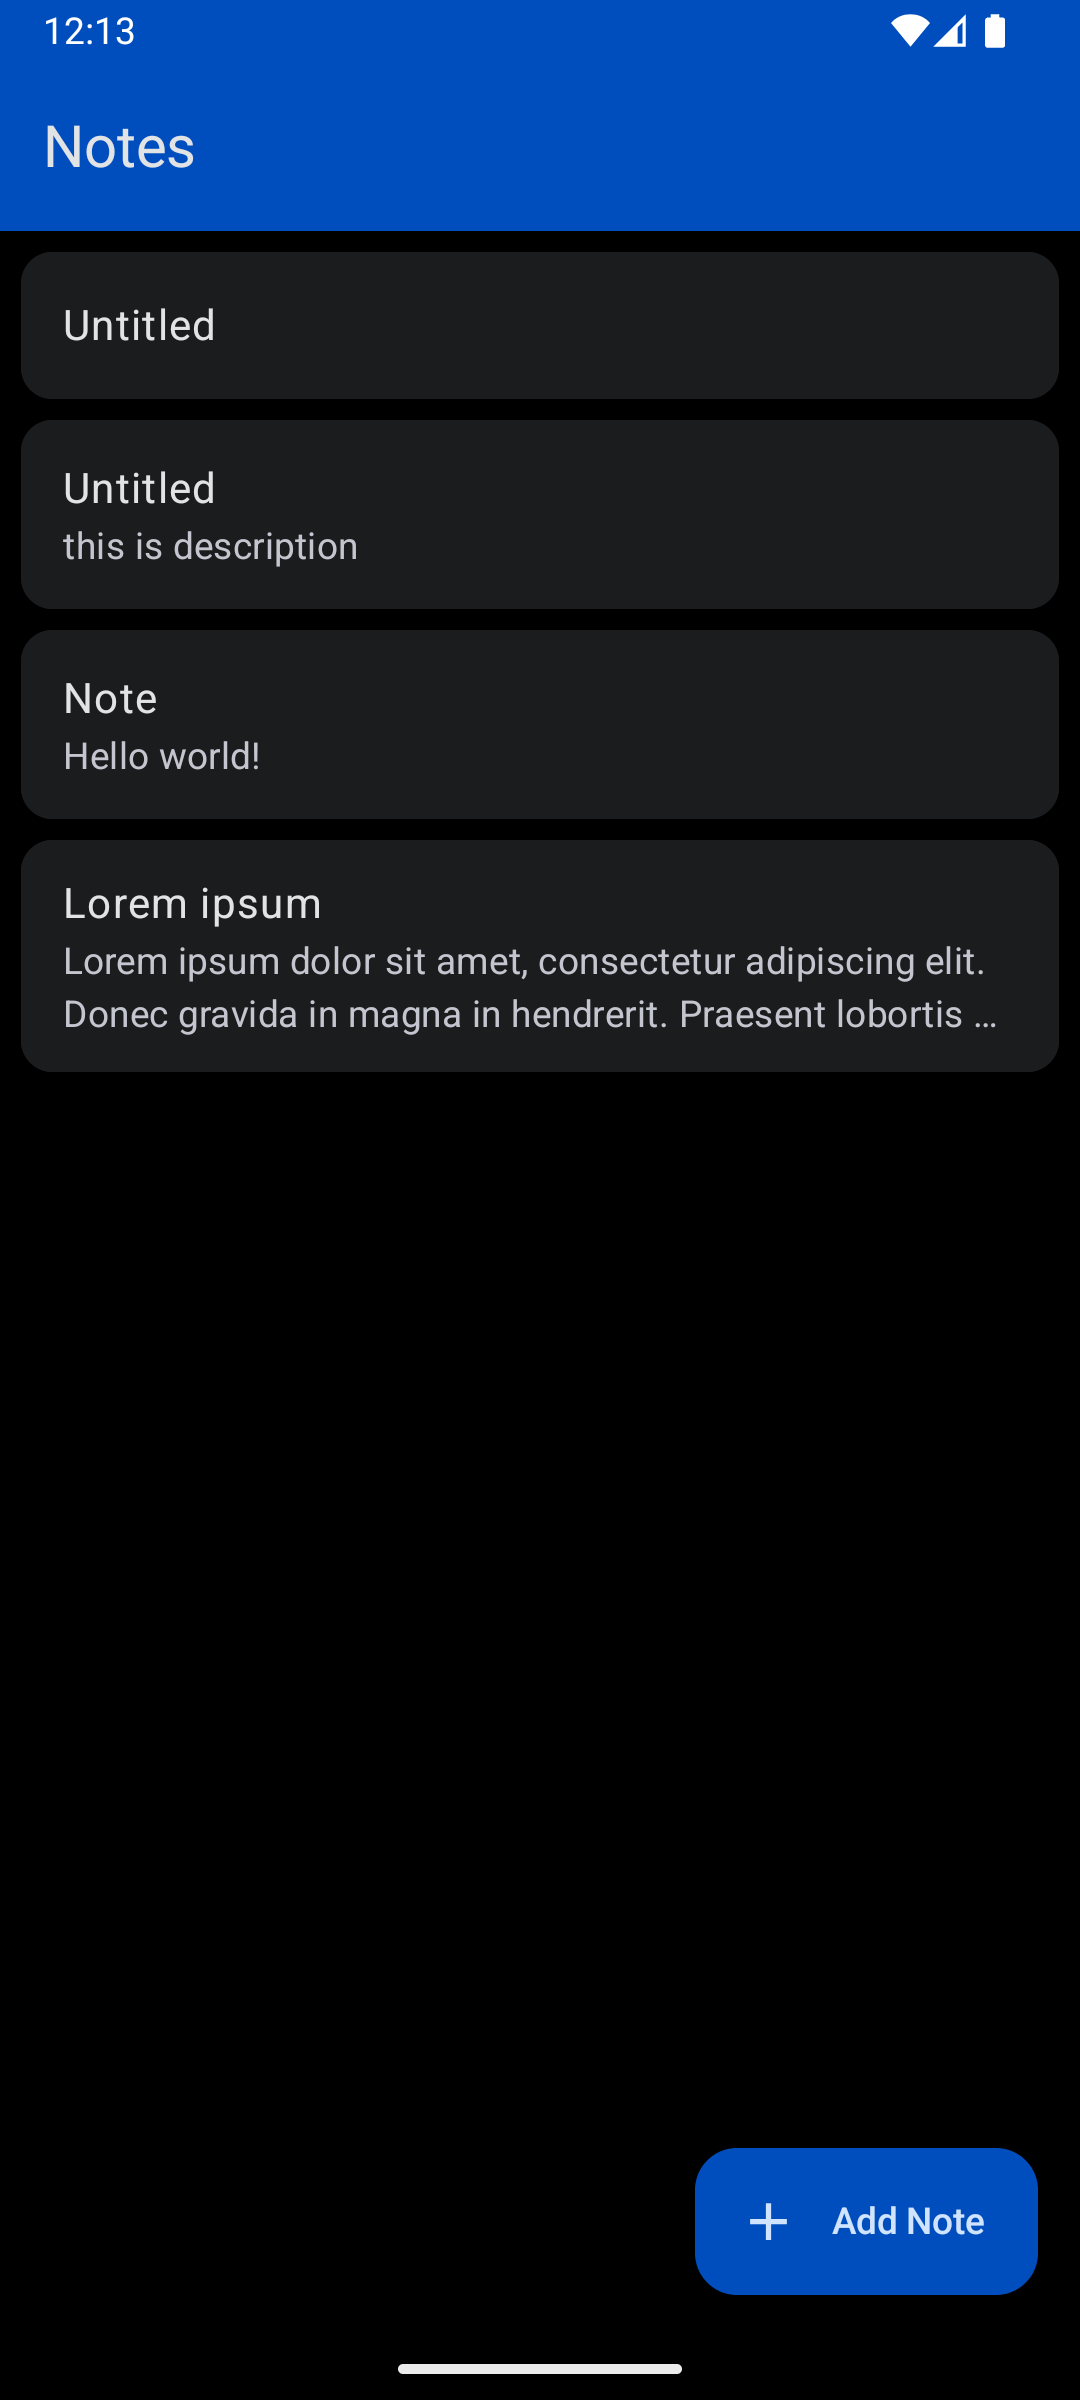 12:13
Notes
Untitled
Untitled
this is description
Note
Hello world!
Lorem ipsum
Lorem ipsum dolor sit amet, consectetur adipiscing elit.
Donec gravida in magna in hendrerit. Praesent lobortis ...
Add Note